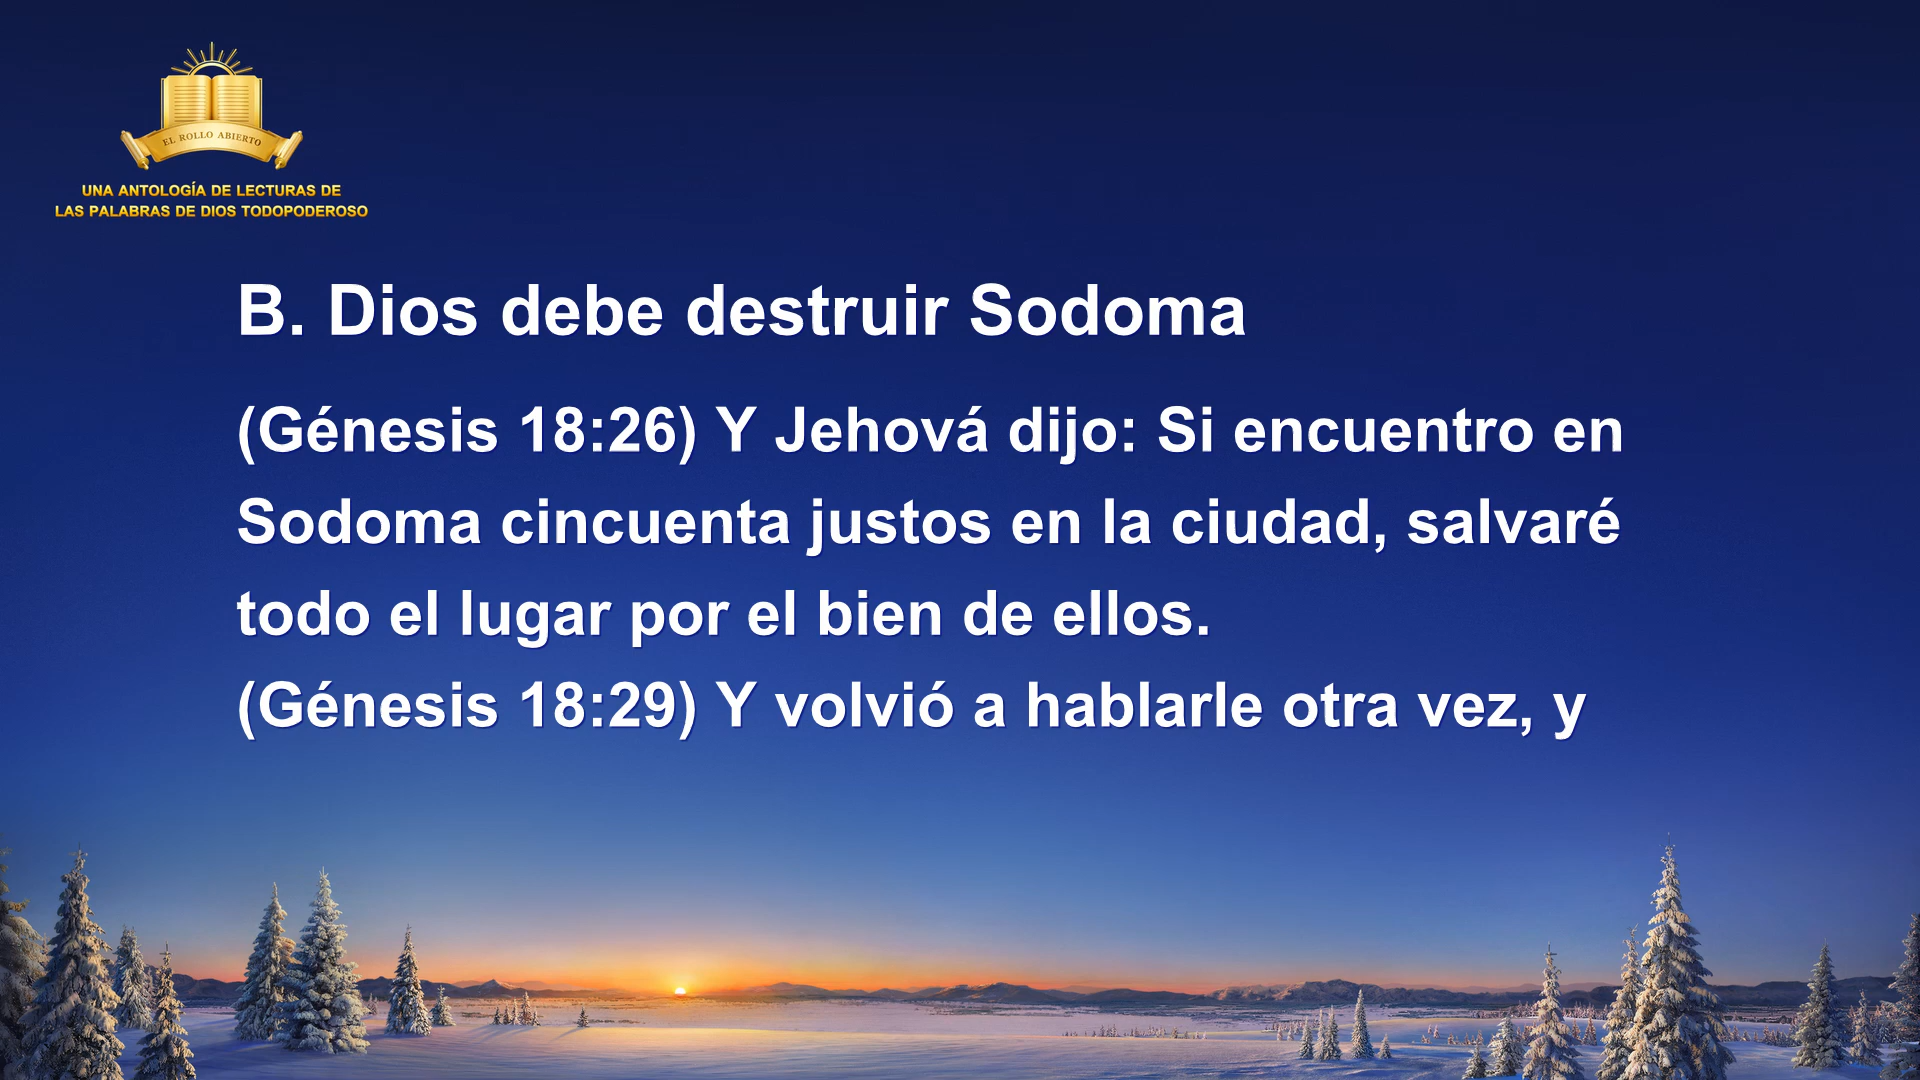 EL ROLLO ABIERTO
UNA ANTOLOGÍA DE LECTURAS DE
LAS PALABRAS DE DIOS TODOPODEROSO
B. Dios debe destruir Sodoma
(Génesis 18:26) Y Jehová dijo: Si encuentro en
Sodoma cincuenta justos en la ciudad, salvaré
todo el lugar por el bien de ellos.
(Génesis 18:29) Y volvió a hablarle otra vez, y